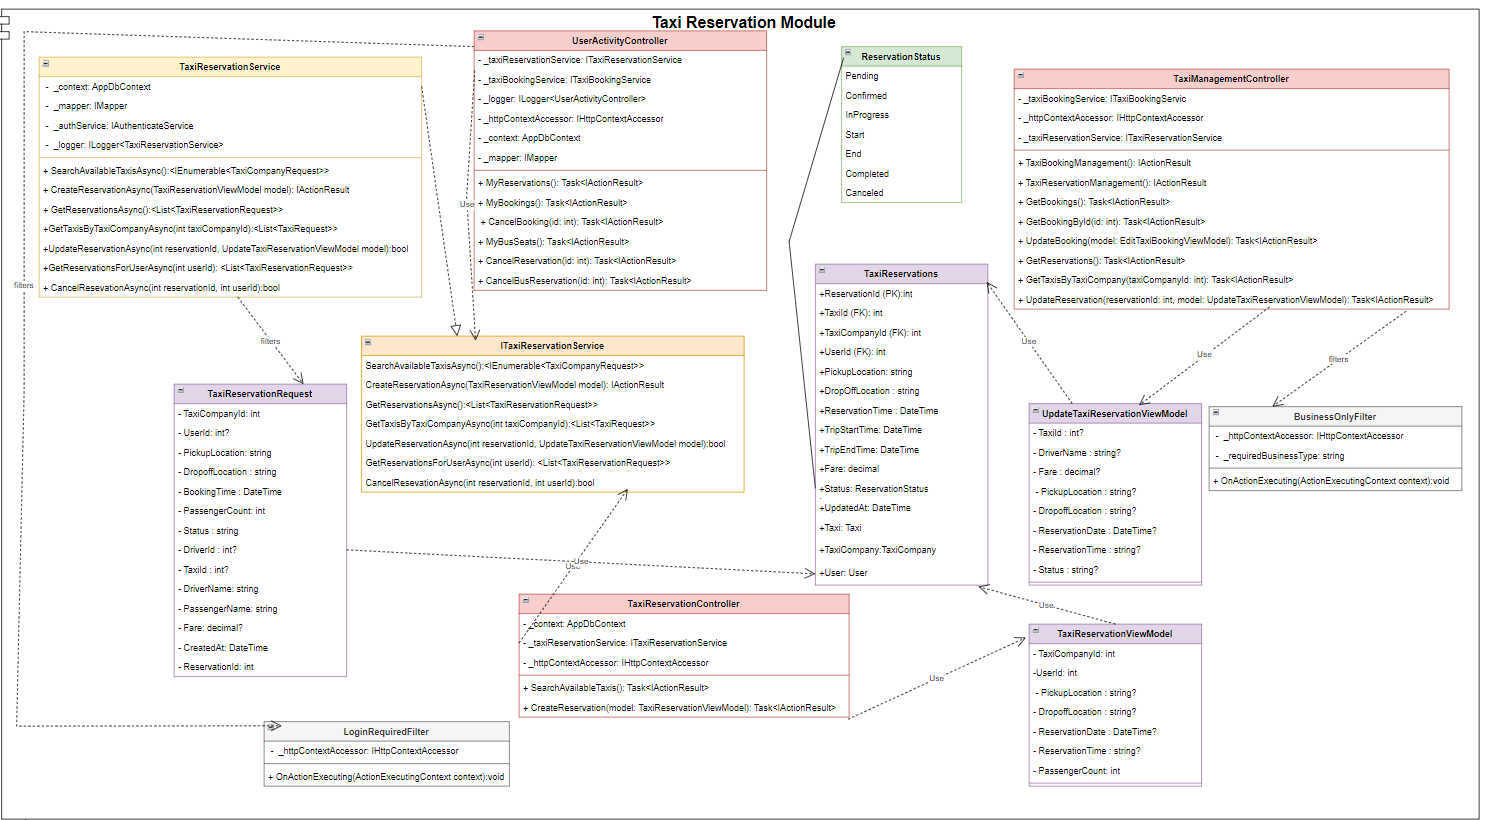 Taxi Reservation Module
TaxiReservationService
- _context: AppDbContext
- _mapper: IMapper
- _authService: IAuthenticateService
- _logger: ILogger<TaxiReservationService>
+ SearchAvailableTaxisAsync():<IEnumerable<TaxiCompanyRequest>>
+ CreateReservationAsync(TaxiReservationViewModel model): IActionResult
+ GetReservationsAsync():<List<TaxiReservationRequest>>
+GetTaxisByTaxiCompanyAsync(int taxiCompanyId):<List<TaxiRequest>>
+UpdateReservationAsync(int reservationId, UpdateTaxiReservationViewModel model):bool
+GetReservationsForUserAsync(int userId): <List<TaxiReservationRequest>>
+ CancelResevationAsync(int reservationId, int userId):bool
UserActivityController
- _taxiReservationService: ITaxiReservationService
- _taxiBookingService: ITaxiBookingService
- _logger: ILogger<UserActivityController>
- _httpContextAccessor: IHttpContextAccessor
- _context: AppDbContext
- _mapper: IMapper
+ MyReservations(): Task<IActionResult>
+ MyBookings(): Task<IActionResult>
+ CancelBooking(id: int): Task<IActionResult>
+ MyBusSeats(): Task<IActionResult>
+ CancelReservation(id: int): Task<IActionResult>
+ CancelBusReservation(id: int): Task<IActionResult>
ReservationStatus
Pending
Confirmed
InProgress
Start
End
Completed
Canceled
TaxiManagementController
- _taxiBookingService: ITaxiBookingServic
- _httpContextAccessor: IHttpContextAccessor
- _taxiReservationService: ITaxiReservationService
+ TaxiBookingManagement(): IActionResult
+ TaxiReservationManagement(): IActionResult
+ GetBookings(): Task<IActionResult>
+ GetBookingById(id: int): Task<IActionResult>
+ UpdateBooking(model: EditTaxiBookingViewModel): Task<IActionResult>
+ GetReservations(): Task<IActionResult>
+ GetTaxisByTaxiCompany(taxiCompanyId: int): Task<IActionResult>
+ UpdateReservation(reservationId: int, model: UpdateTaxiReservationViewModel): Task<IActionResult>
Use
filters
filters
ITaxiReservationService
SearchAvailableTaxisAsync():<IEnumerable<TaxiCompanyRequest>>
CreateReservationAsync(TaxiReservationViewModel model): IActionResult
GetReservationsAsync():<List<TaxiReservationRequest>>
GetTaxisByTaxiCompanyAsync(int taxiCompanyId):<List<TaxiRequest>>
UpdateReservationAsync(int reservationId, UpdateTaxiReservationViewModel model):bool
GetReservationsForUserAsync(int userId): <List<TaxiReservationRequest>>
CancelResevationAsync(int reservationId, int userId):bool
TaxiReservations
+ReservationId (PK):int
+TaxiId (FK): int
+TaxiCompanyId (FK): int
+UserId (FK): int
+PickupLocation: string
+DropOffLocation : string
+ReservationTime : DateTime
+TripStartTime: DateTime
+TripEndTime: DateTime
+Fare: decimal
+Status: ReservationStatus
+UpdatedAt: DateTime
+Taxi: Taxi
+TaxiCompany:TaxiCompany
+User: User
Use
Use
filters
TaxiReservationRequest
- TaxiCompanyId: int
- UserId: int?
- PickupLocation: string
- DropoffLocation : string
- BookingTime : DateTime
- PassengerCount: int
- Status : string
- DriverId : int?
- TaxiId : int?
- DriverName: string
- PassengerName: string
- Fare: decimal?
- CreatedAt: DateTime
- ReservationId: int
UpdateTaxiReservationViewModel
- TaxiId : int?
- DriverName : string?
- Fare : decimal?
- PickupLocation : string?
- DropoffLocation : string?
- ReservationDate : DateTime?
- ReservationTime : string?
- Status : string?
BusinessOnlyFilter
- _httpContextAccessor: IHttpContextAccessor
- _requiredBusinessType: string
+ OnActionExecuting(ActionExecutingContext context):void
Use
Use
Use
TaxiReservationController
- _context: AppDbContext
- _taxiReservationService: ITaxiReservationService
- _httpContextAccessor: IHttpContextAccessor
+ SearchAvailableTaxis(): Task<IActionResult>
+ CreateReservation(model: TaxiReservationViewModel): Task<IActionResult>
Use
TaxiReservationViewModel
- TaxiCompanyId: int
-UserId: int
- PickupLocation : string?
- DropoffLocation : string?
- ReservationDate : DateTime?
- ReservationTime : string?
- PassengerCount: int
LoginRequiredFilter
- _httpContextAccessor: IHttpContextAccessor
+ OnActionExecuting(ActionExecutingContext context):void